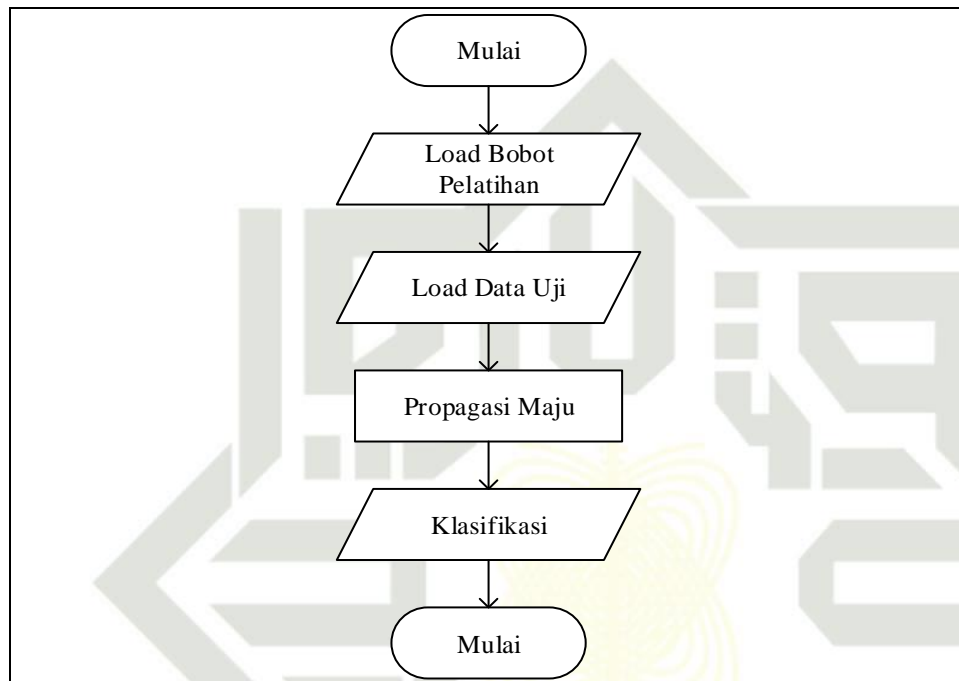 Mulai
Load Bobot
Pelatihan
Load Data Uji
Propagasi Maju
Klasifikasi
Mulai